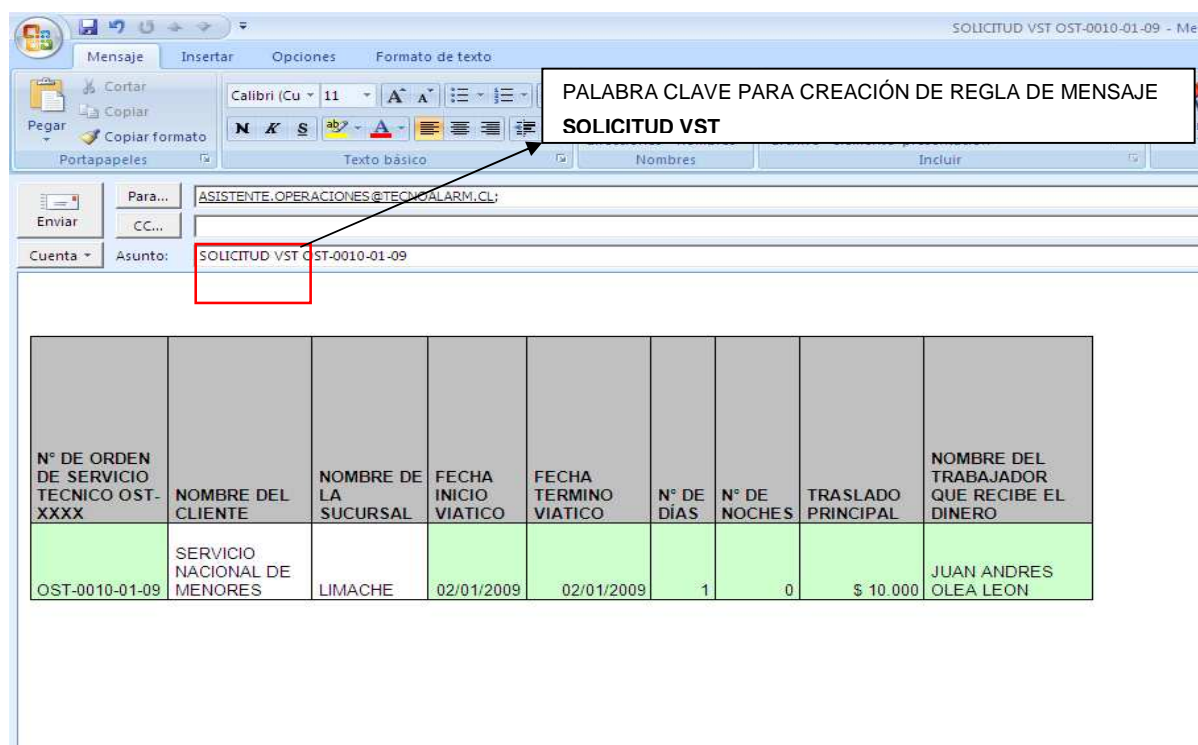 SOLICITUD VST OST-0010-01-09 - Me
Mensaje Insertar Opciones Formato de texto
Cortar
Copiar
Pegar
Copiar formato
Portapapeles
Calibri (Cu 11
N K S
Texto básico
Nombres
Incluir
PALABRA CLAVE PARA CREACIÓN DE REGLA DE MENSAJE
SOLICITUD VST
Enviar
Para... ASISTENTE.OPERACIONES@TECNOALARM.CL;
CC...
Cuenta Asunto: SOLICITUD VST OST-0010-01-09
N° DE ORDEN
DE SERVICIO
TECNICO OST-
XXXX
NOMBRE DEL
CLIENTE
NOMBRE DE
LA
SUCURSAL
FECHA
INICIO
VIATICO
FECHA
TERMINO
VIATICO
N° DE
DÍAS
N° DE
NOCHES
TRASLADO
PRINCIPAL
NOMBRE DEL
TRABAJADOR
QUE RECIBE EL
DINERO
OST-0010-01-09
SERVICIO
NACIONAL DE
MENORES
LIMACHE
02/01/2009
02/01/2009
1
0
$ 10.000
JUAN ANDRES
OLEA LEON